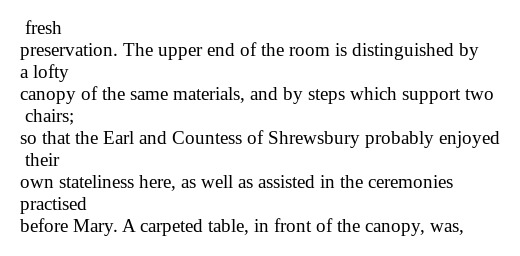 fresh
preservation. The upper end of the room is distinguished by
a lofty
canopy of the same materials, and by steps which support two
chairs;
so that the Earl and Countess of Shrewsbury probably enjoyed
their
own stateliness here, as well as assisted in the ceremonies
practised
before Mary. A carpeted table, in front of the canopy, was,